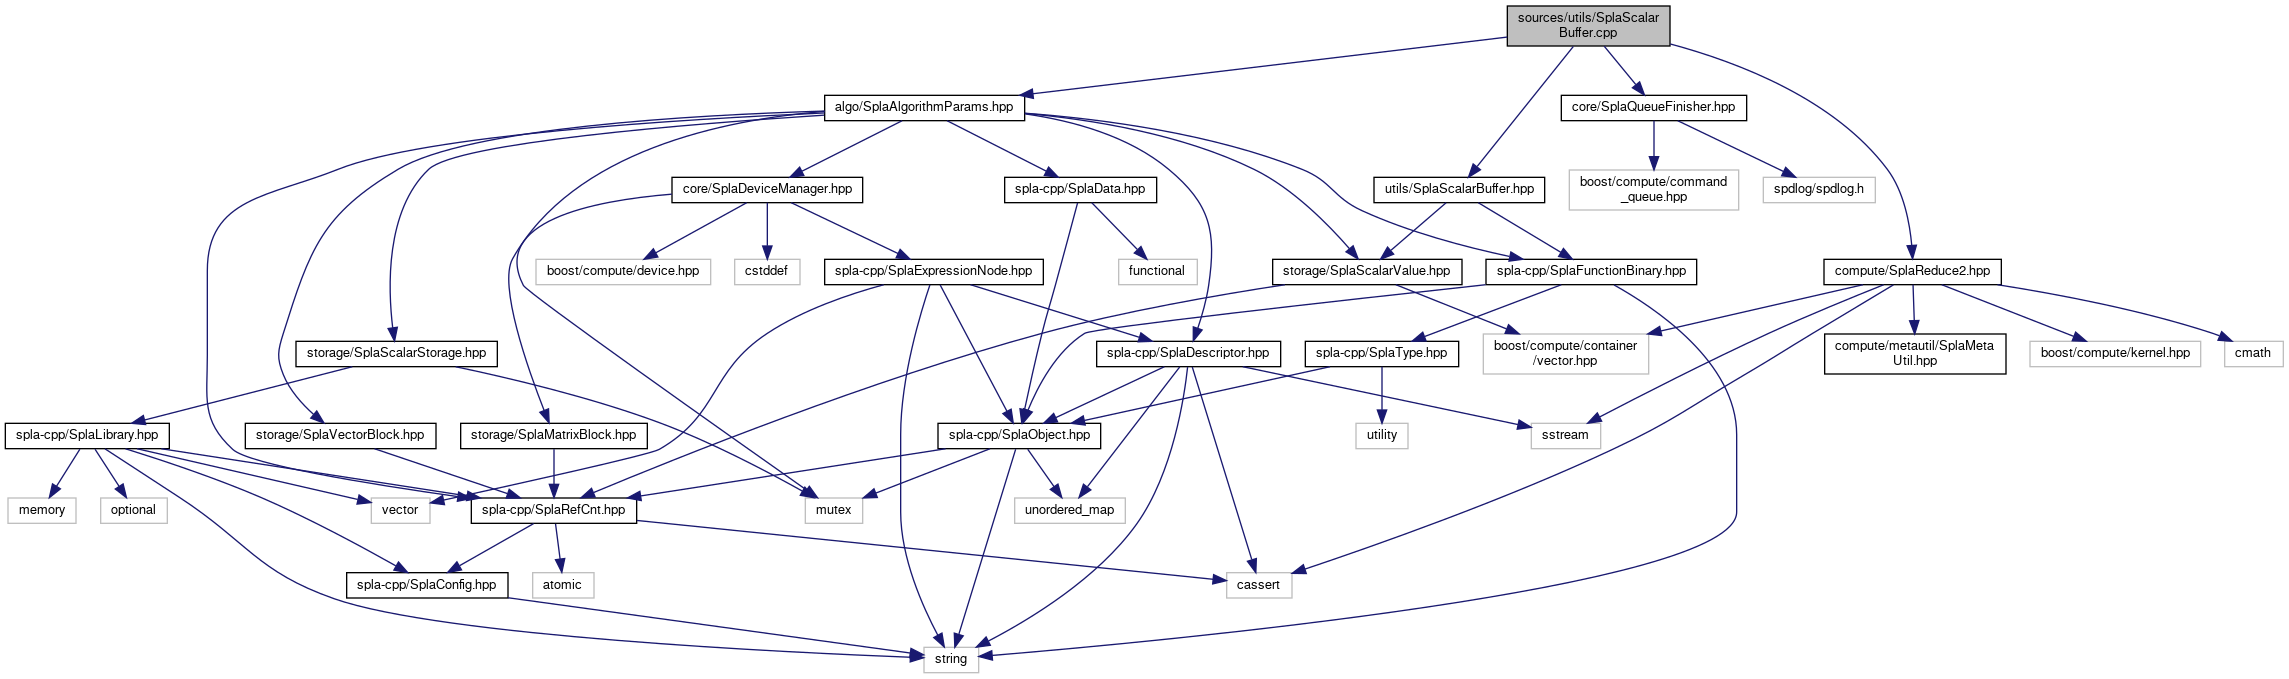 sources/utils/SplaScalar
Buffer.cpp
algo/SplaAlgorithmParams.hpp
core/SplaQueueFinisher.hpp
core/SplaDeviceManager.hpp
spla-cpp/SplaData.hpp
utils/SplaScalarBuffer.hpp
boost/compute/command
_queue.hpp
spdlog/spdlog.h
boost/compute/device.hpp
cstddef
spla-cpp/SplaExpressionNode.hpp
functional
storage/SplaScalarValue.hpp
spla-cpp/SplaFunctionBinary.hpp
compute/SplaReduce2.hpp
storage/SplaScalarStorage.hpp
spla-cpp/SplaDescriptor.hpp
spla-cpp/SplaType.hpp
boost/compute/container
/vector.hpp
compute/metautil/SplaMeta
Util.hpp
boost/compute/kernel.hpp
cmath
spla-cpp/SplaLibrary.hpp
storage/SplaVectorBlock.hpp
storage/SplaMatrixBlock.hpp
spla-cpp/SplaObject.hpp
utility
sstream
memory
optional
vector
spla-cpp/SplaRefCnt.hpp
mutex
unordered_map
spla-cpp/SplaConfig.hpp
atomic
cassert
string